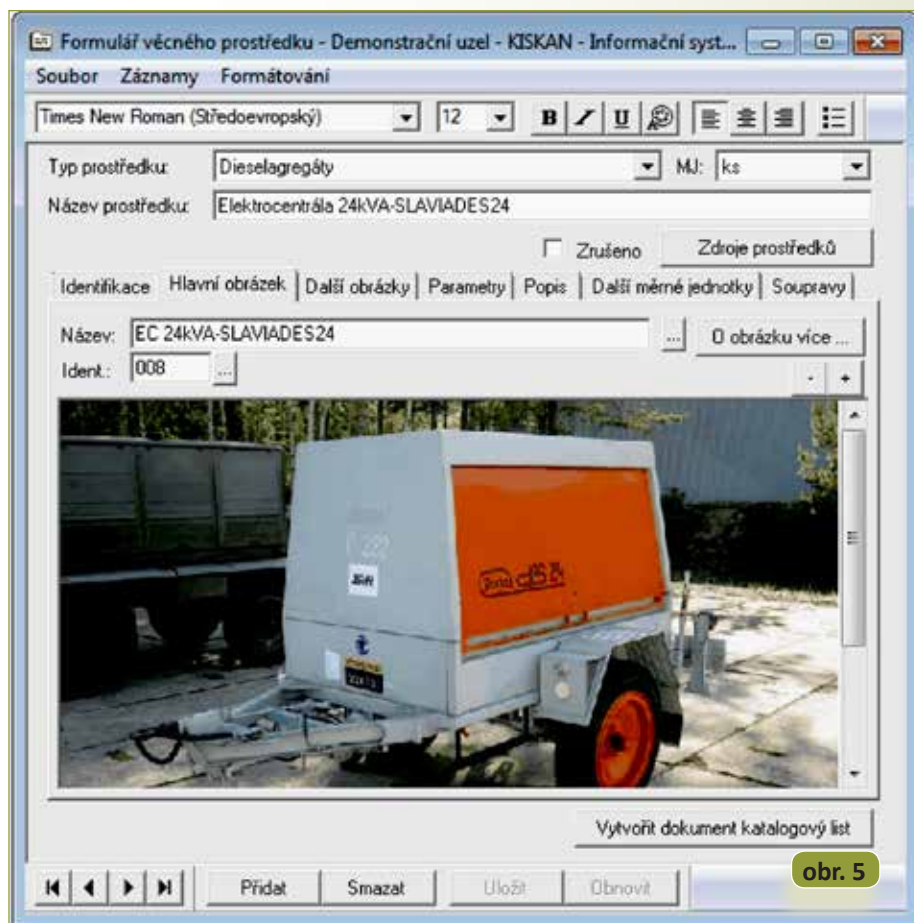 Formulář věcného prostředku - Demonstrační uzel - KISKAN - Informační syst...
Soubor Záznamy Formátování
Times New Roman (Středoevropský) 12 B I U
Typ prostředku: Dieselagregáty MJ: ks
Název prostředku: Elektrocentrála 24kVA-SLAVIADES24
Zrušeno Zdroje prostředků
Identifikace Hlavní obrázek Další obrázky Parametry Popis Další měrné jednotky Soupravy
Název: EC 24kVA-SLAVIADES24 ... O obrázku více ...
Ident.: 008 ...
- +
Vytvořit dokument katalogový list
Přidat Smazat Uložit Obnovit
obr. 5